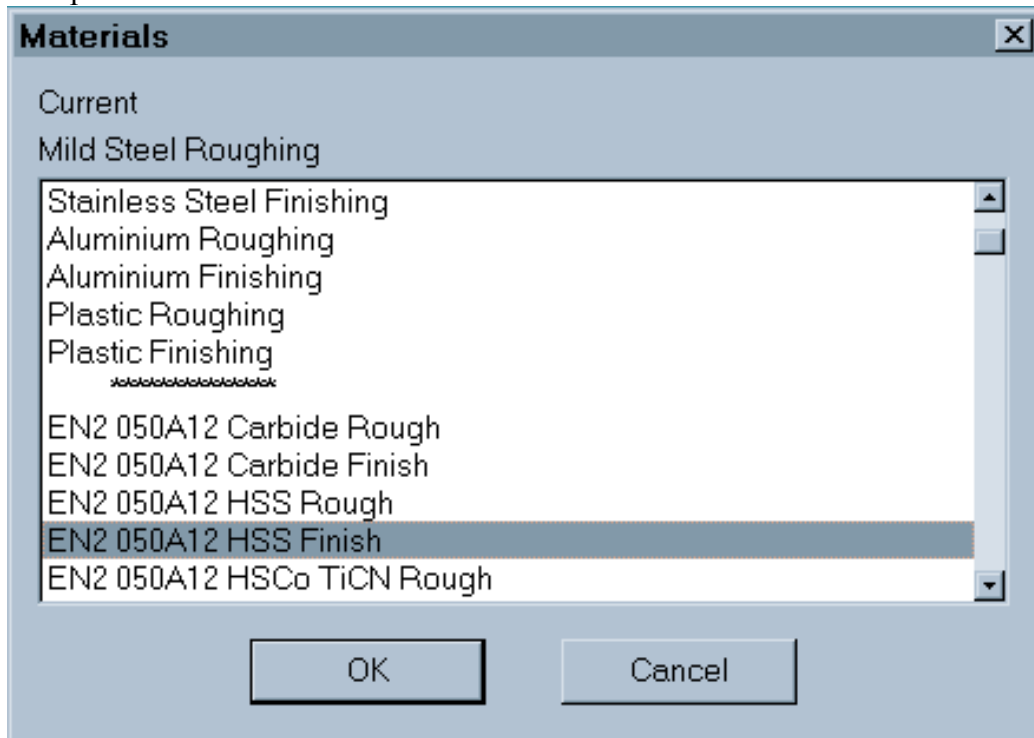 Materials
Current
Mild Steel Roughing
Stainless Steel Finishing
Aluminium Roughing
Aluminium Finishing
Plastic Roughing
Plastic Finishing
****************
EN2 050A12 Carbide Rough
EN2 050A12 Carbide Finish
EN2 050A12 HSS Rough
EN2 050A12 HSS Finish
EN2 050A12 HSCo TiCN Rough
OK
Cancel